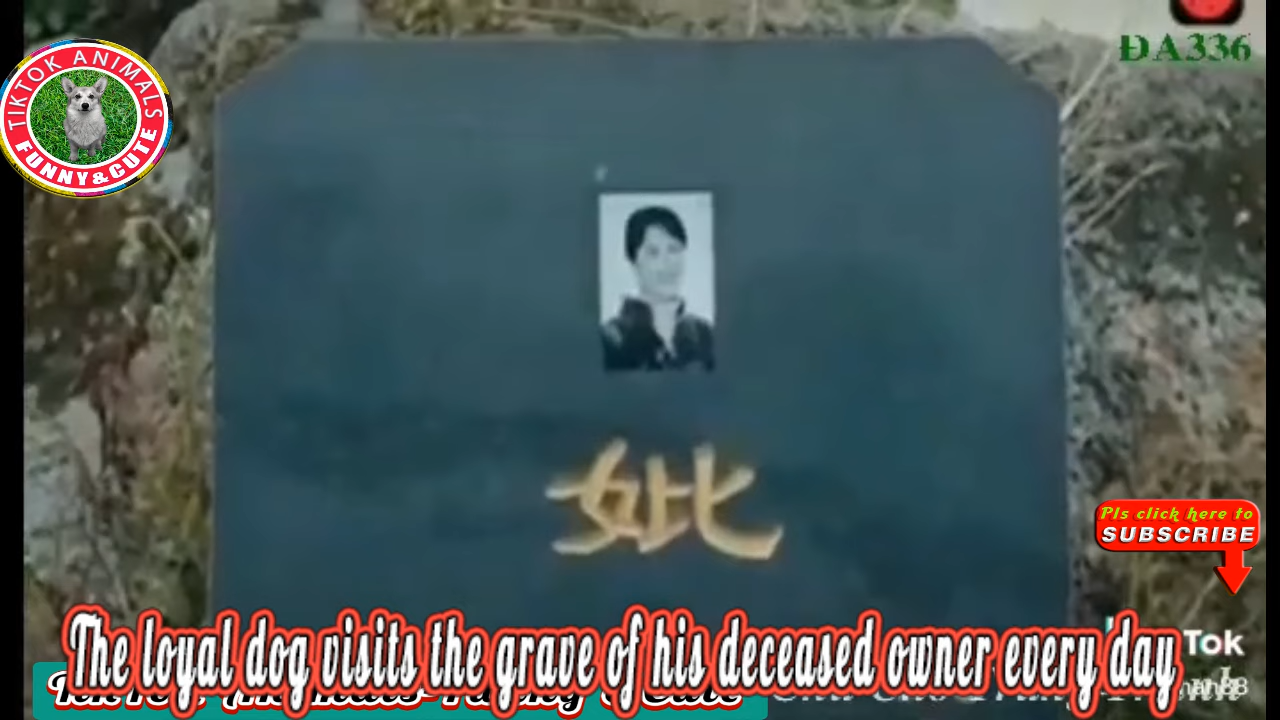 TIKTOK ANIMALS
FUNNY&CUTE
ĐA336
妣
Pls click here to
SUBSCRIBE
The loyal dog visits the grave of his deceased owner every day
Tok